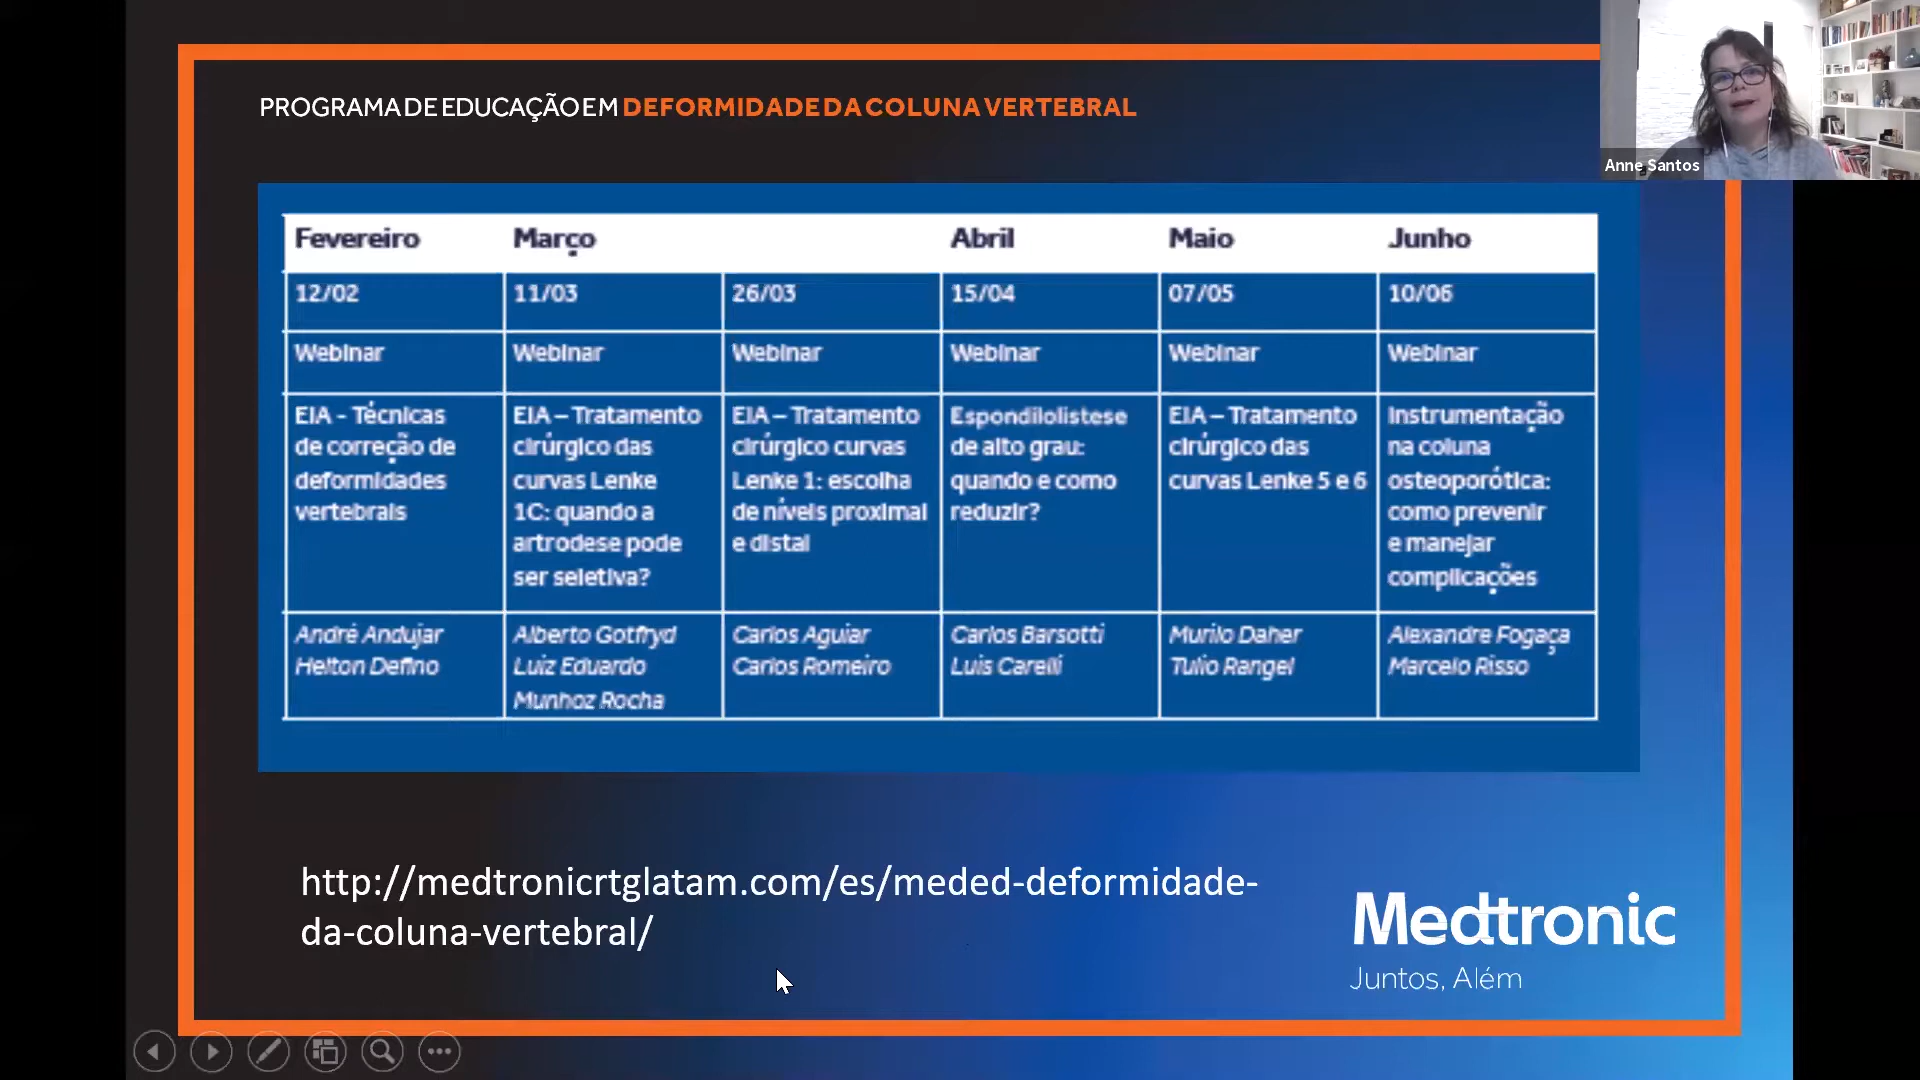 PROGRAMA DE EDUCAÇÃO EM DEFORMIDADE DA COLUNA VERTEBRAL
Anne Santos
Fevereiro
Março
Abril
Maio
Junho
12/02
11/03
26/03
15/04
07/05
10/06
Webinar
Webinar
Webinar
Webinar
Webinar
Webinar
EIA - Técnicas
de correção de
deformidades
vertebrais
EIA – Tratamento
cirúrgico das
curvas Lenke
1C: quando a
artrodese pode
ser seletiva?
EIA – Tratamento
cirúrgico curvas
Lenke 1: escolha
de níveis proximal
e distal
Espondilolistese
de alto grau:
quando e como
reduzir?
EIA – Tratamento
cirúrgico das
curvas Lenke 5 e 6
Instrumentação
na coluna
osteoporótica:
como prevenir
e manejar
complicações
André Andujar
Helton Defino
Alberto Gotfryd
Luiz Eduardo
Munhoz Rocha
Carlos Aguiar
Carlos Romeiro
Carlos Barsotti
Luis Carelli
Murilo Daher
Tulio Rangel
Alexandre Fogaça
Marcelo Risso
http://medtronicrtglatam.com/es/meded-deformidade-
da-coluna-vertebral/
Medtronic
Juntos, Além